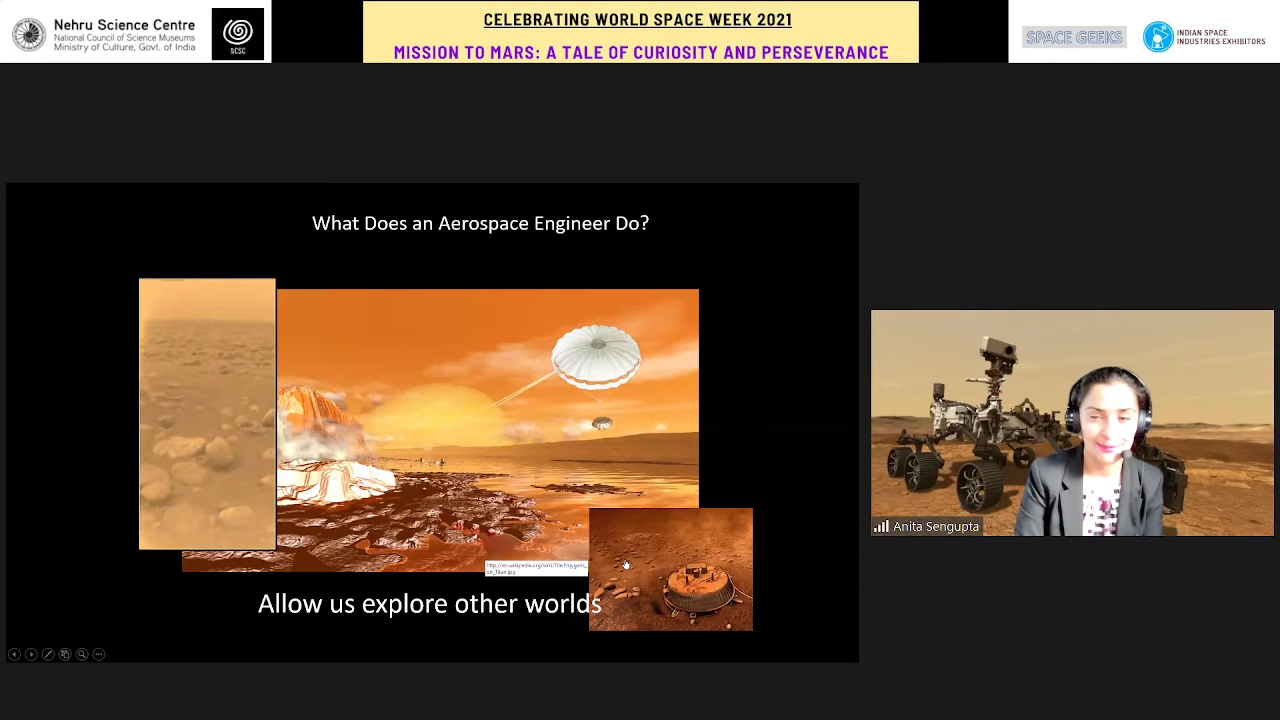 Nehru Science Centre
National Council of Science Museums
Ministry of Culture, Govt. of India
NCSC
CELEBRATING WORLD SPACE WEEK 2021
MISSION TO MARS: A TALE OF CURIOSITY AND PERSEVERANCE
SPACE GEEKS
INDIAN SPACE
INDUSTRIES EXHIBITORS
What Does an Aerospace Engineer Do?
Allow us explore other worlds
Anita Sengupta